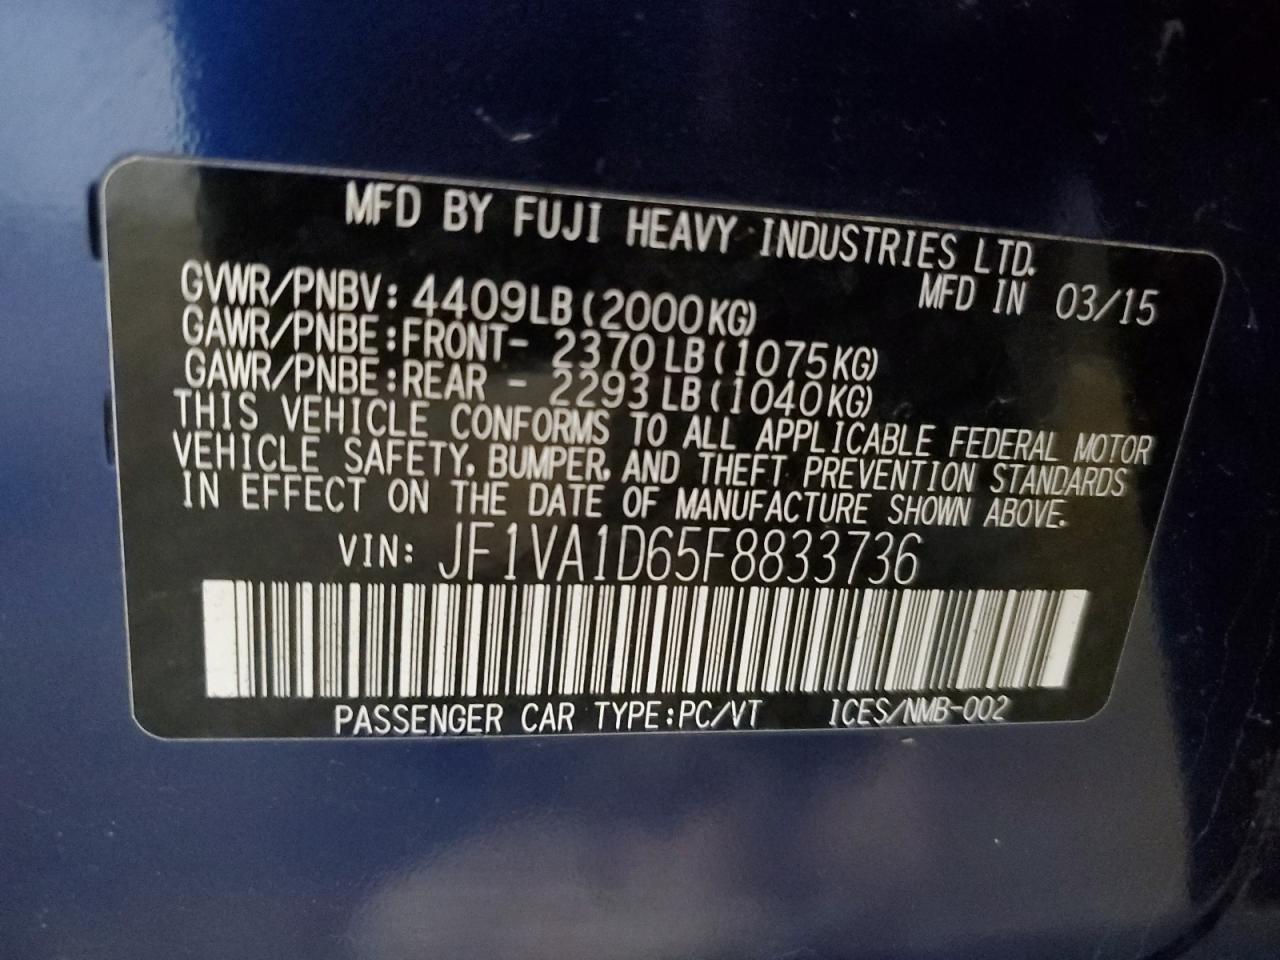 MFD BY FUJI HEAVY INDUSTRIES LTD.
MFD IN 03/15
GVWR/PNBV: 4409LB(2000KG)
GAWR/PNBE:FRONT- 2370LB(1075KG)
GAWR/PNBE:REAR - 2293LB(1040KG)
THIS VEHICLE CONFORMS TO ALL APPLICABLE FEDERAL MOTOR
VEHICLE SAFETY, BUMPER, AND THEFT PREVENTION STANDARDS
IN EFFECT ON THE DATE OF MANUFACTURE SHOWN ABOVE.
VIN: JF1VA1D65F8833736
PASSENGER CAR TYPE:PC/VT ICES/NMB-002